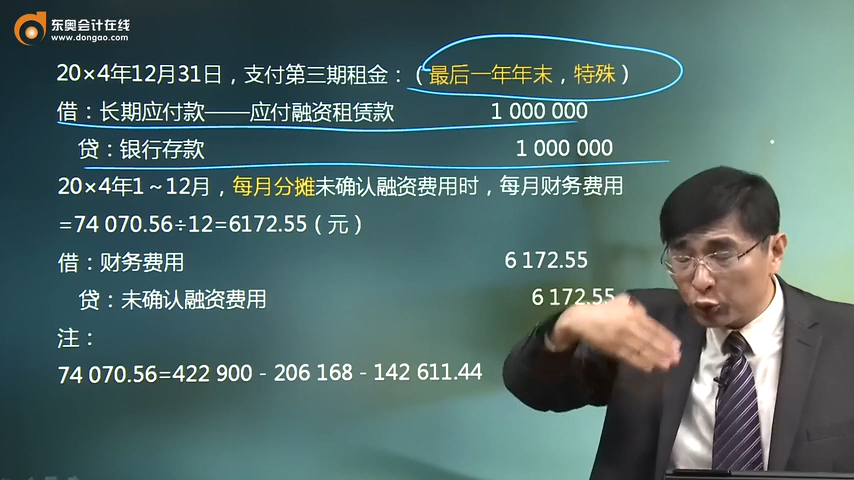 东奥会计在线
www.dongao.com
20×4年12月31日，支付第三期租金：（最后一年年末，特殊）
借：长期应付款——应付融资租赁款 1 000 000
贷：银行存款 1 000 000
20×4年1～12月，每月分摊未确认融资费用时，每月财务费用
=74 070.56÷12=6172.55（元）
借：财务费用 6 172.55
贷：未确认融资费用 6 172.55
注：
74 070.56=422 900－206 168－142 611.44